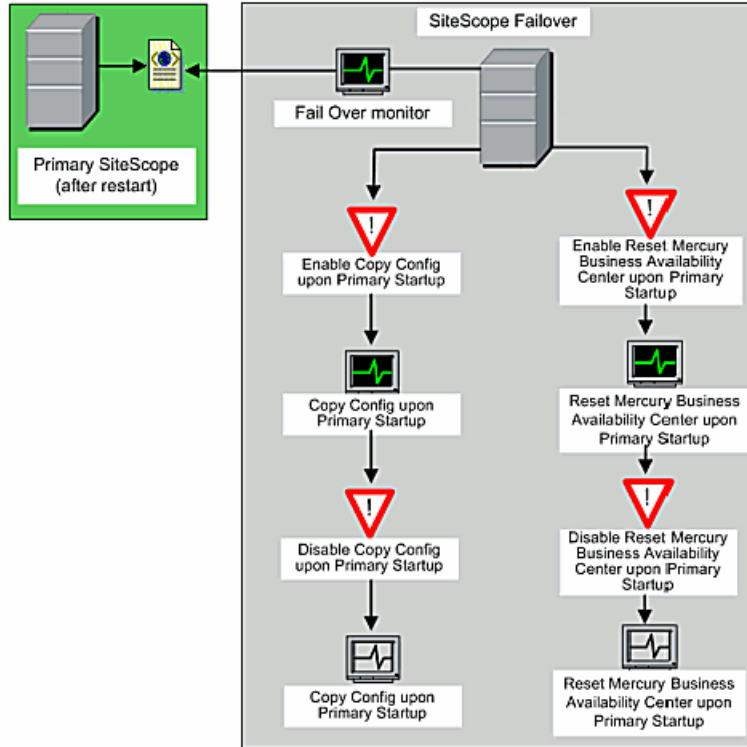 SiteScope Failover
Fail Over monitor
Primary SiteScope
(after restart)
!
Enable Copy Config
upon Primary Startup
Copy Config upon
Primary Startup
!
Disable Copy Config
upon Primary Startup
Copy Config upon
Primary Startup
!
Enable Reset Mercury
Business Availability
Center upon Primary
Startup
Reset Mercury Business
Availability Center upon
Primary Startup
!
Disable Reset Mercury
Business Availability
Center upon Primary
Startup
Reset Mercury Business
Availability Center upon
Primary Startup